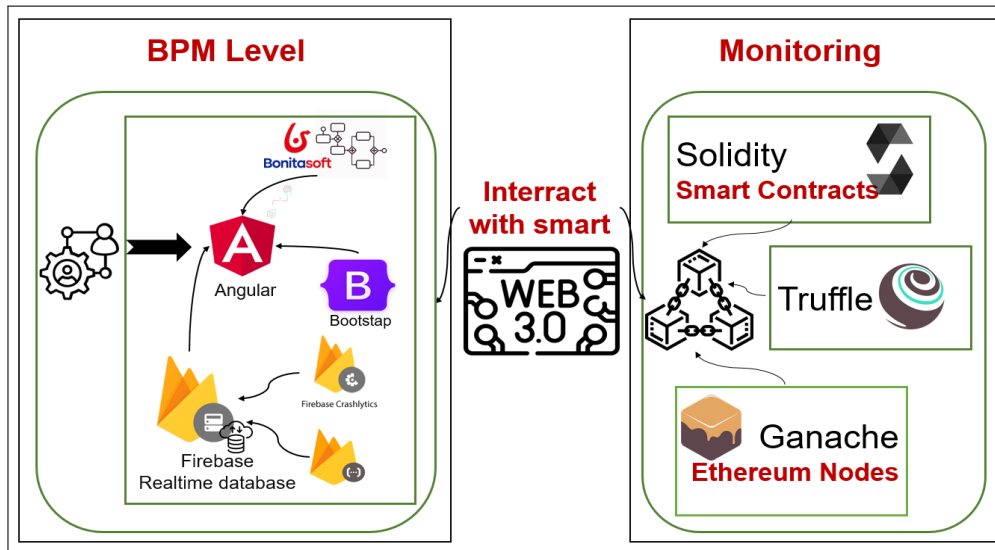 BPM Level
Bonitasoft
Angular
Bootstap
Firebase Crashlytics
Firebase
Realtime database
Interract
with smart
WEB
3.0
Monitoring
Solidity
Smart Contracts
Truffle
Ganache
Ethereum Nodes